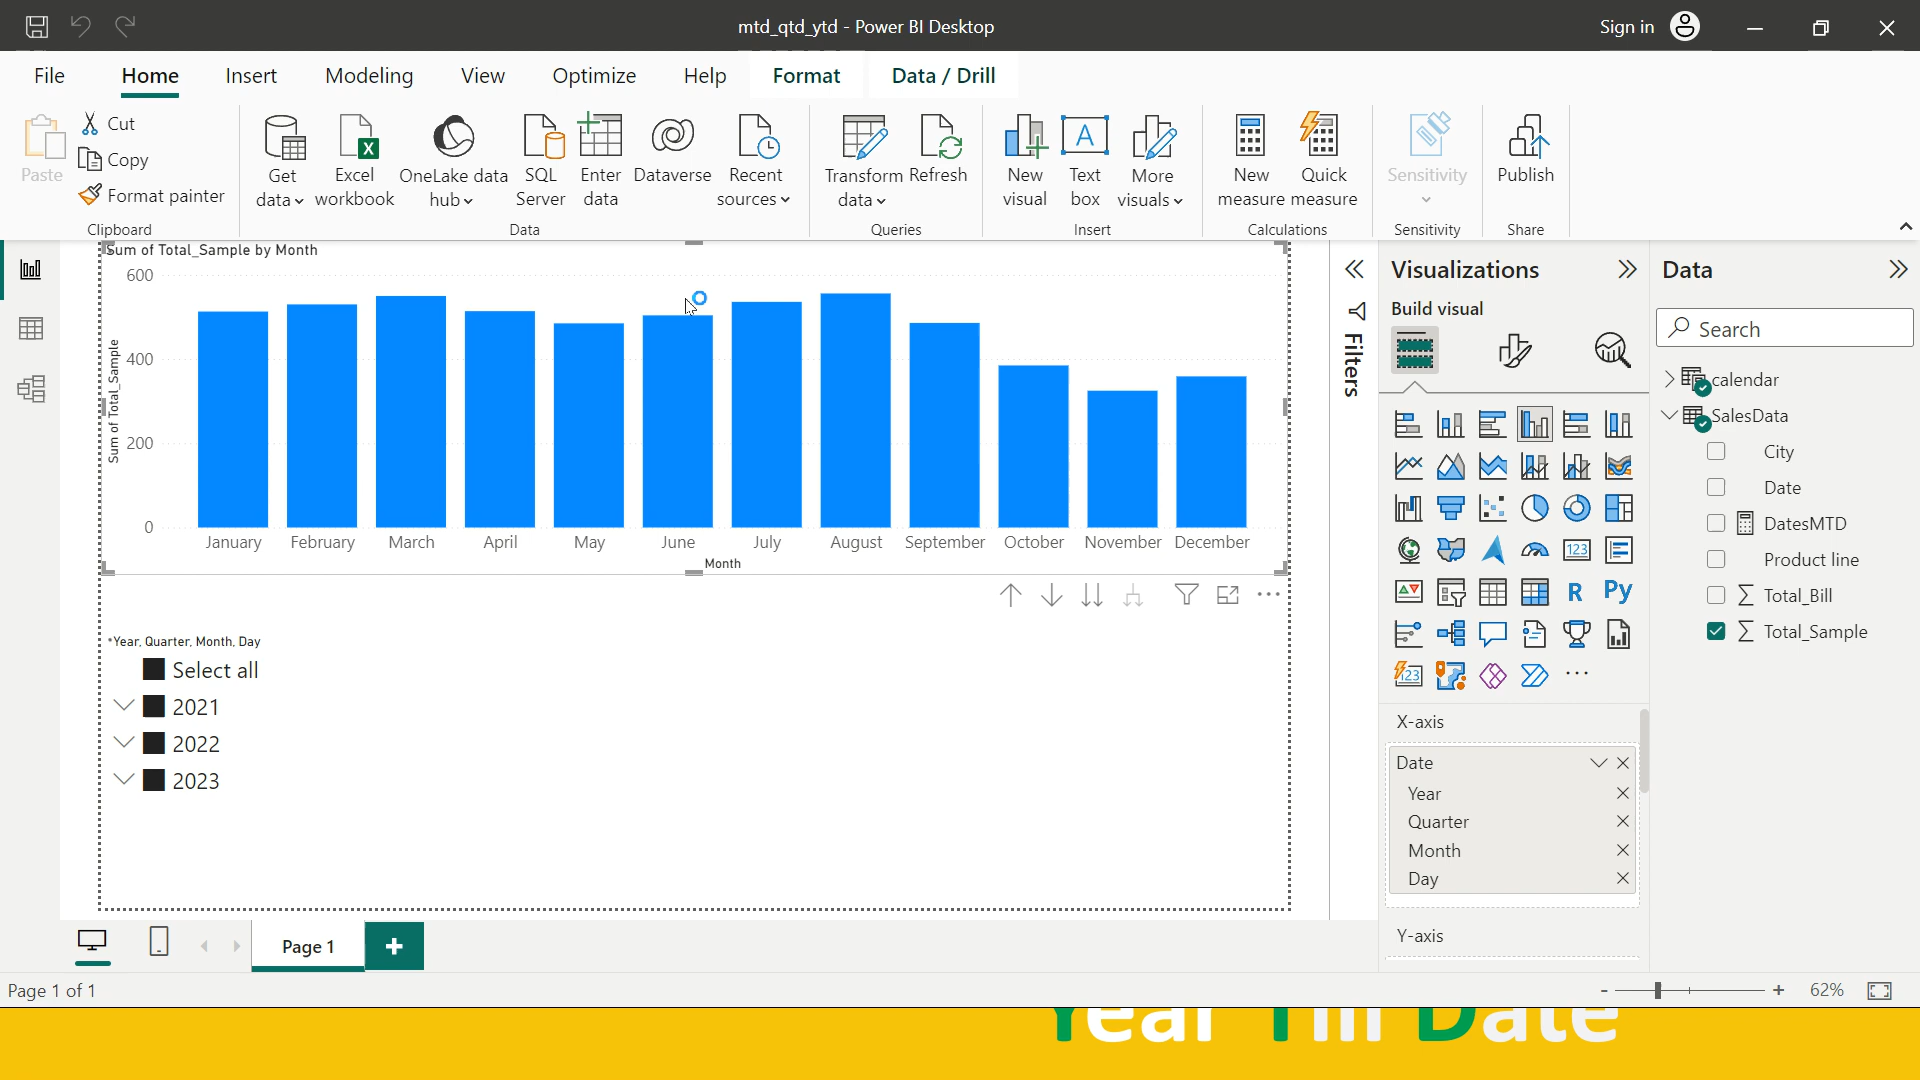 mtd_qtd_ytd - Power BI Desktop
Sign in
File Home Insert Modeling View Optimize Help Format Data / Drill
Paste
Cut
Copy
Format painter
Clipboard
Get data
Excel workbook
OneLake data hub
SQL Server
Enter data
Dataverse
Recent sources
Data
Transform data
Refresh
Queries
New visual
Text box
More visuals
Insert
New measure
Quick measure
Calculations
Sensitivity
Sensitivity
Publish
Share
Sum of Total_Sample by Month
Sum of Total_Sample
600
400
200
0
January February March April May June July August September October November December
Month
*Year, Quarter, Month, Day
Select all
2021
2022
2023
Filters
Visualizations
Build visual
123
R
Py
123
X-axis
Date
Year
Quarter
Month
Day
Y-axis
Data
Search
calendar
SalesData
City
Date
DatesMTD
Product line
Total_Bill
Total_Sample
Page 1
Page 1 of 1
- + 62%
Year Till Date